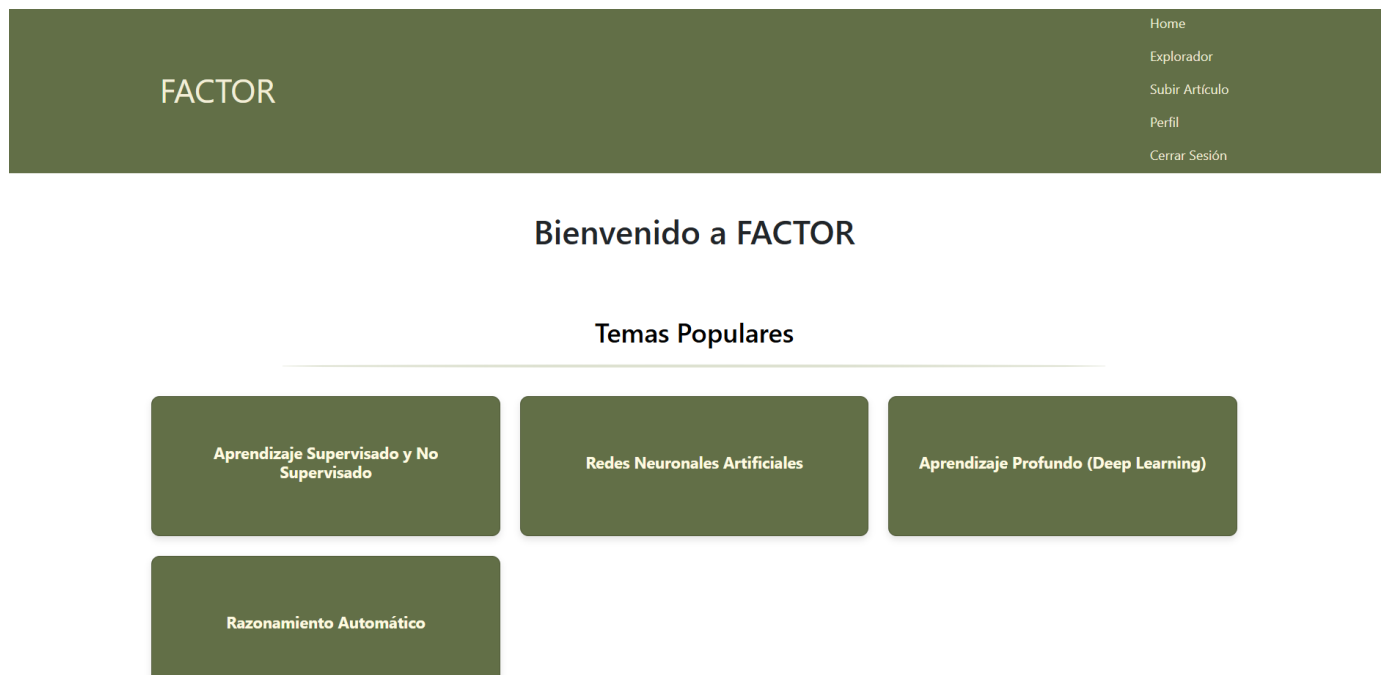 FACTOR
Home
Explorador
Subir Artículo
Perfil
Cerrar Sesión
Bienvenido a FACTOR
Temas Populares
Aprendizaje Supervisado y No
Supervisado
Redes Neuronales Artificiales
Aprendizaje Profundo (Deep Learning)
Razonamiento Automático